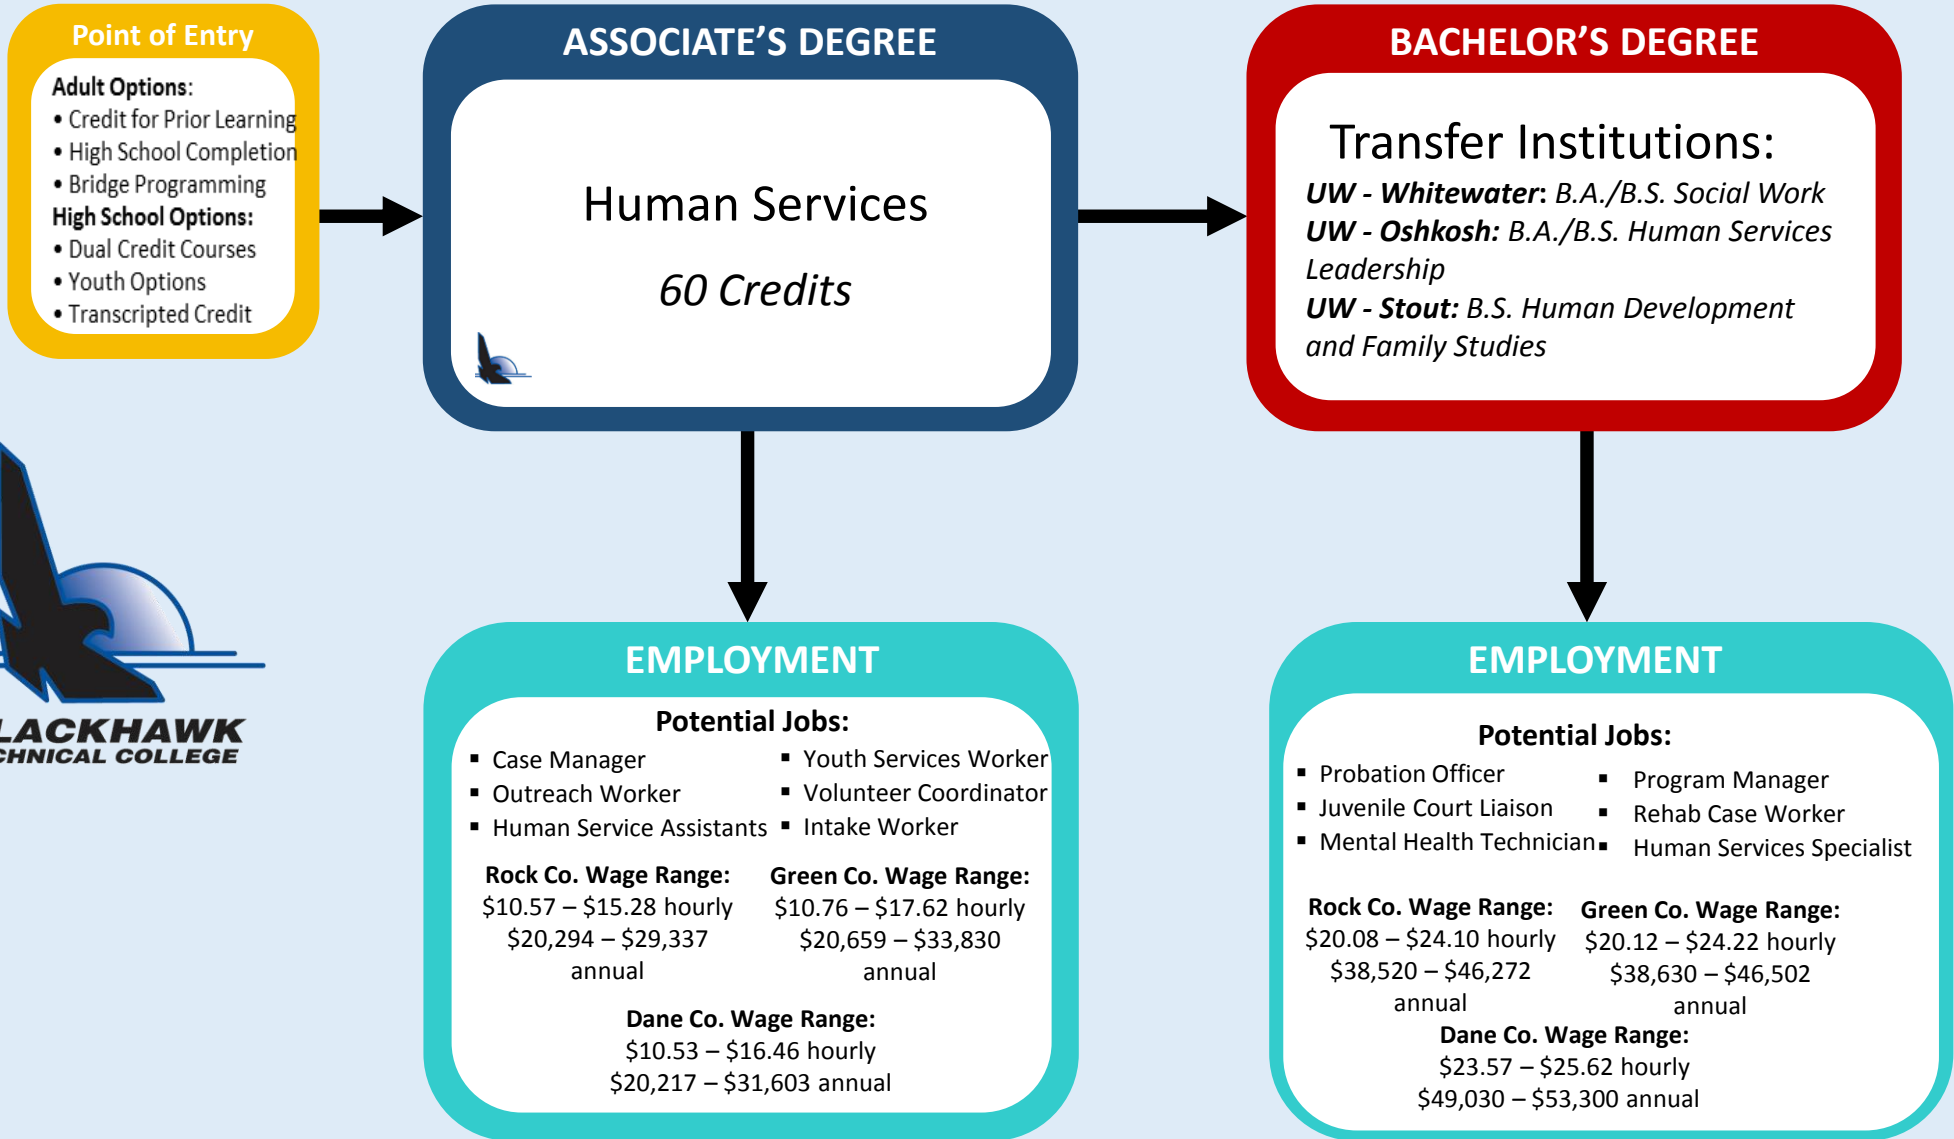 Point of Entry
Adult Options:
• Credit for Prior Learning
• High School Completion
• Bridge Programming
High School Options:
• Dual Credit Courses
• Youth Options
• Transcripted Credit
ASSOCIATE’S DEGREE
Human Services
60 Credits
BACHELOR’S DEGREE
Transfer Institutions:
UW - Whitewater: B.A./B.S. Social Work
UW - Oshkosh: B.A./B.S. Human Services
Leadership
UW - Stout: B.S. Human Development
and Family Studies
LACKHAWK
CHNICAL COLLEGE
EMPLOYMENT
Potential Jobs:
▪ Case Manager
▪ Outreach Worker
▪ Human Service Assistants
▪ Youth Services Worker
▪ Volunteer Coordinator
▪ Intake Worker
Rock Co. Wage Range:
$10.57 – $15.28 hourly
$20,294 – $29,337
annual
Green Co. Wage Range:
$10.76 – $17.62 hourly
$20,659 – $33,830
annual
Dane Co. Wage Range:
$10.53 – $16.46 hourly
$20,217 – $31,603 annual
EMPLOYMENT
Potential Jobs:
▪ Probation Officer
▪ Juvenile Court Liaison
▪ Mental Health Technician
▪ Program Manager
▪ Rehab Case Worker
▪ Human Services Specialist
Rock Co. Wage Range:
$20.08 – $24.10 hourly
$38,520 – $46,272
annual
Green Co. Wage Range:
$20.12 – $24.22 hourly
$38,630 – $46,502
annual
Dane Co. Wage Range:
$23.57 – $25.62 hourly
$49,030 – $53,300 annual